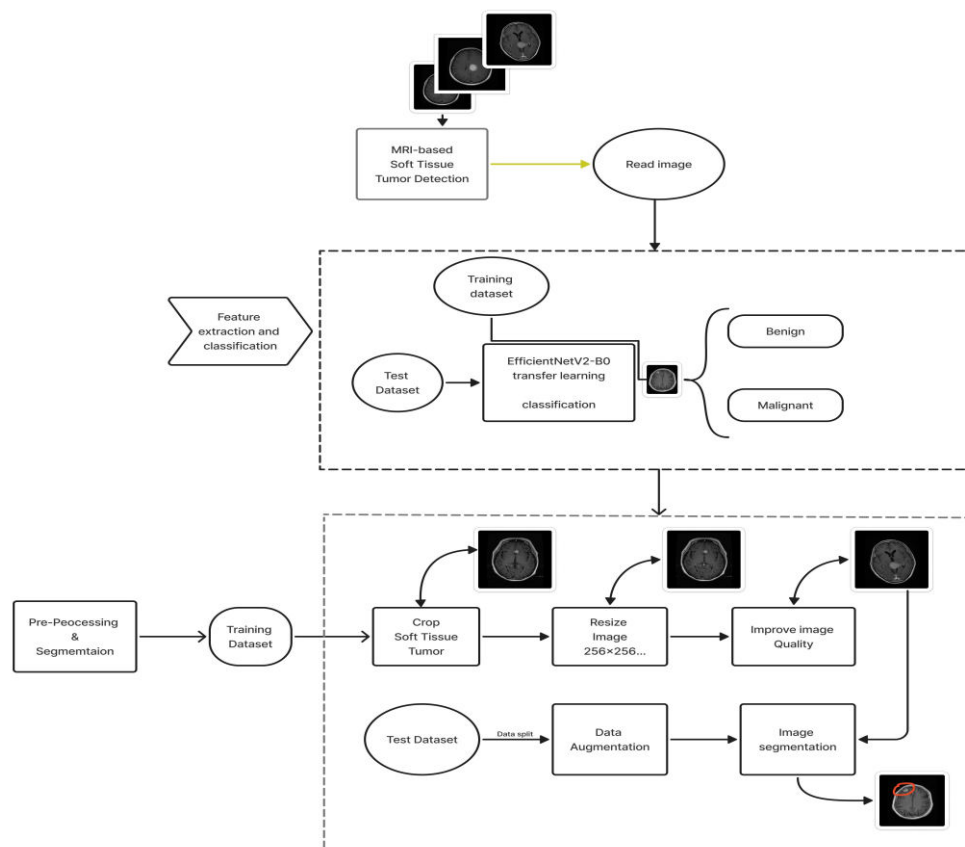 MRI-based
Soft Tissue
Tumor Detection
Read image
Training
dataset
Feature
extraction and
classification
Test
Dataset
EfficientNetV2-B0
transfer learning
classification
Benign
Malignant
Pre-Peocessing
&
Segmemtaion
Training
Dataset
Crop
Soft Tissue
Tumor
Resize
Image
256×256...
Improve image
Quality
Test Dataset
Data split
Data
Augmentation
Image
segmentation